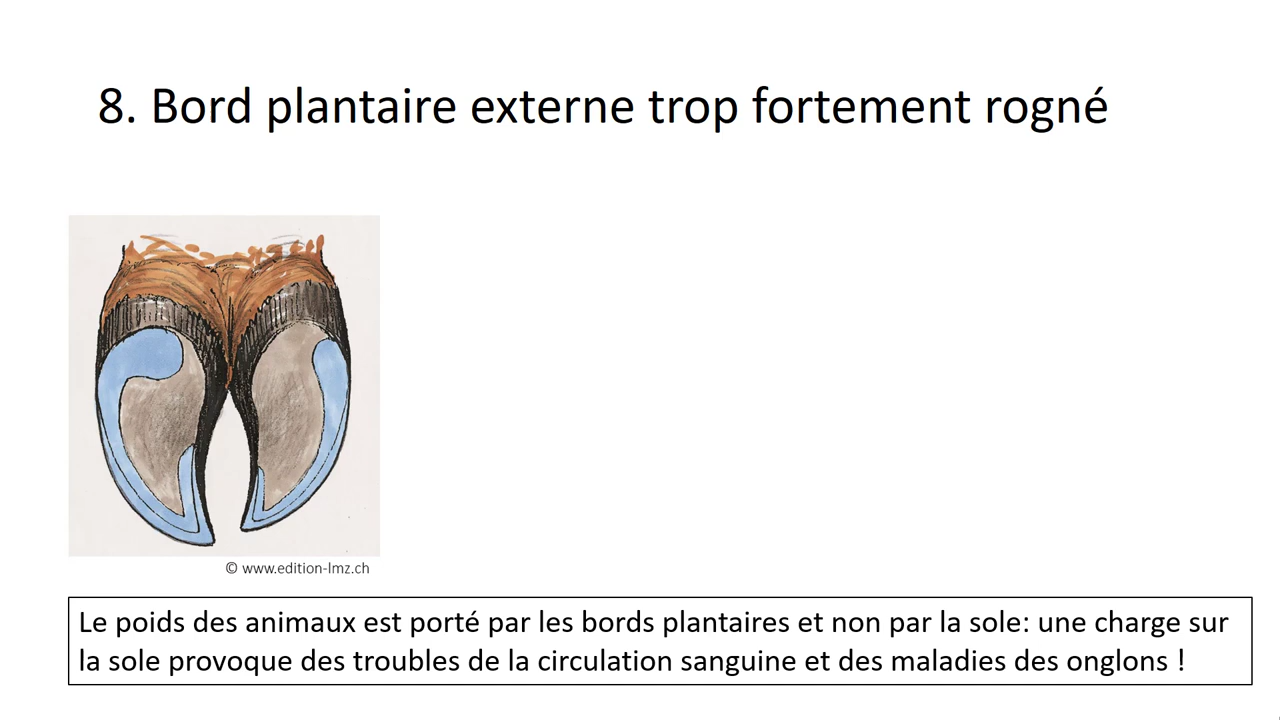 8. Bord plantaire externe trop fortement rogné
© www.edition-lmz.ch
Le poids des animaux est porté par les bords plantaires et non par la sole: une charge sur
la sole provoque des troubles de la circulation sanguine et des maladies des onglons !